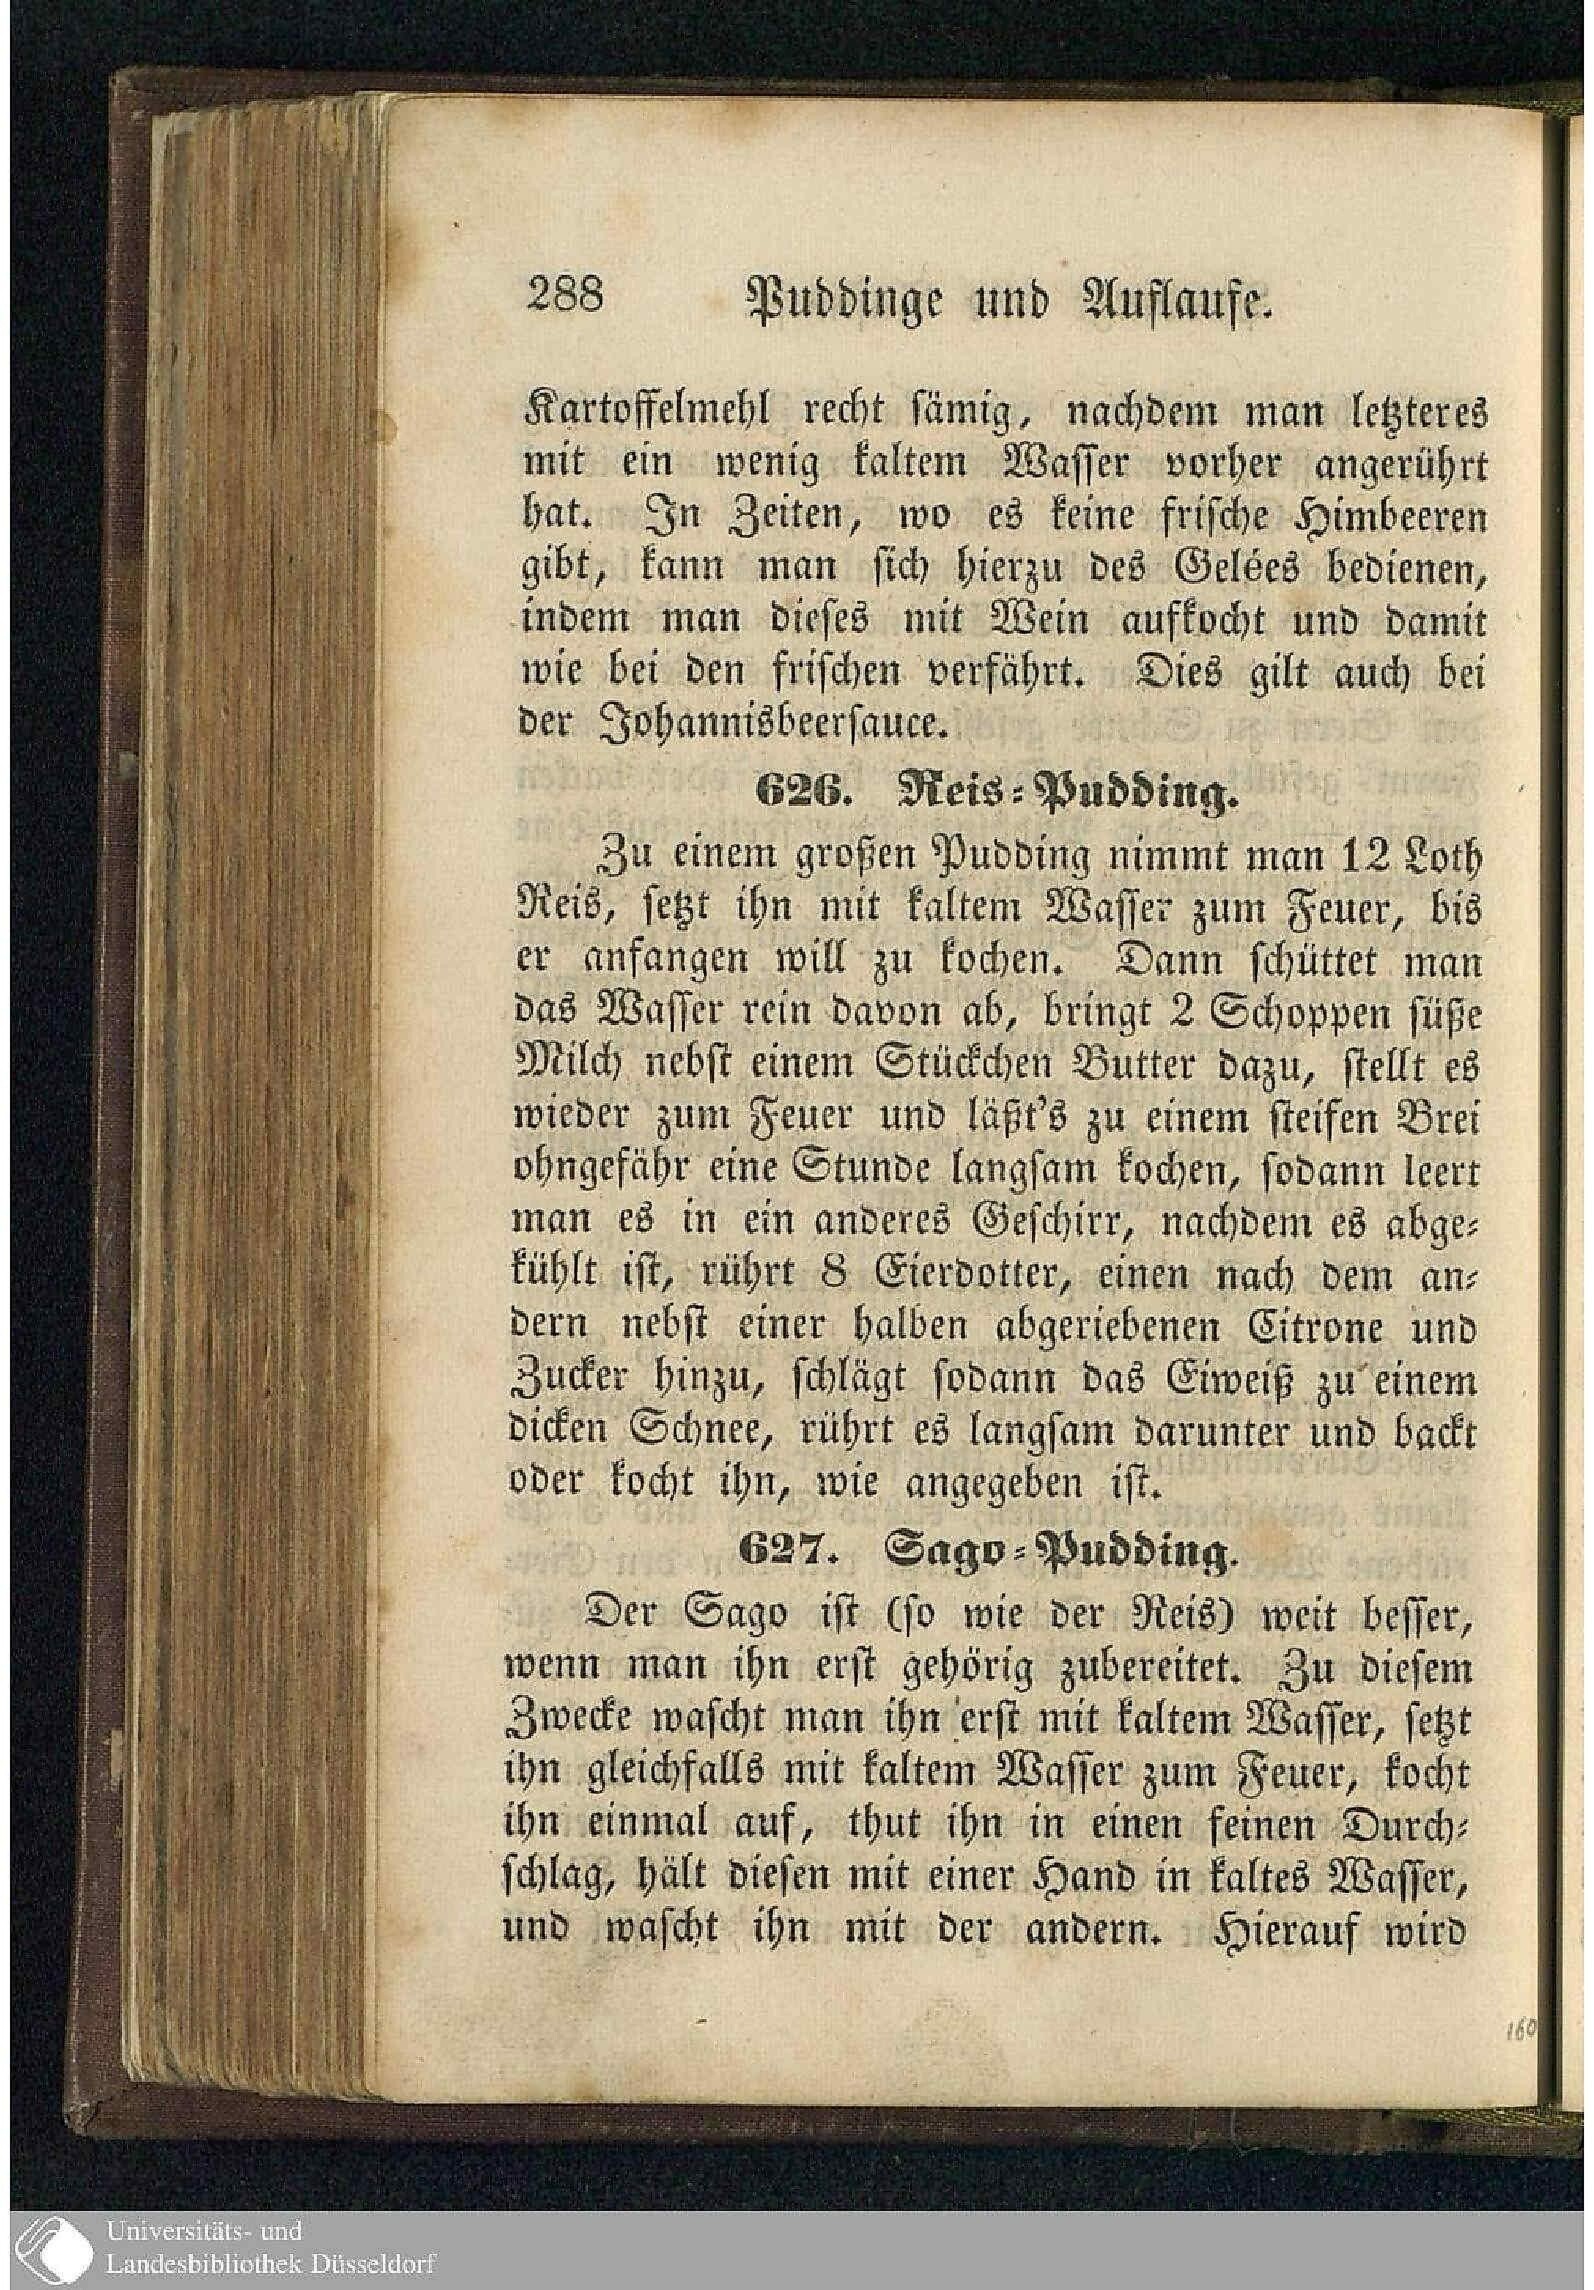 288 Puddinge und Auflaufe.
Kartoffelmehl recht sämig, nachdem man letzteres
mit ein wenig kaltem Wasser vorher angerührt
hat. In Zeiten, wo es keine frische Himbeeren
gibt, kann man sich hierzu des Gelées bedienen,
indem man dieses mit Wein aufkocht und damit
wie bei den frischen verfährt. Dies gilt auch bei
der Johannisbeersauce.
626. Reis-Pudding.
Zu einem großen Pudding nimmt man 12 Loth
Reis, setzt ihn mit kaltem Wasser zum Feuer, bis
er anfangen will zu kochen. Dann schüttet man
das Wasser rein davon ab, bringt 2 Schoppen süße
Milch nebst einem Stückchen Butter dazu, stellt es
wieder zum Feuer und läßt's zu einem steifen Brei
ohngefähr eine Stunde langsam kochen, sodann leert
man es in ein anderes Geschirr, nachdem es abge-
kühlt ist, rührt 8 Eierdotter, einen nach dem an-
dern nebst einer halben abgeriebenen Citrone und
Zucker hinzu, schlägt sodann das Eiweiß zu einem
dicken Schnee, rührt es langsam darunter und backt
oder kocht ihn, wie angegeben ist.
627. Sago-Pudding.
Der Sago ist (so wie der Reis) weit besser,
wenn man ihn erst gehörig zubereitet. Zu diesem
Zwecke wascht man ihn erst mit kaltem Wasser, setzt
ihn gleichfalls mit kaltem Wasser zum Feuer, kocht
ihn einmal auf, thut ihn in einen feinen Durch-
schlag, hält diesen mit einer Hand in kaltes Wasser,
und wascht ihn mit der andern. Hierauf wird
160
Universitäts- und
Landesbibliothek Düsseldorf